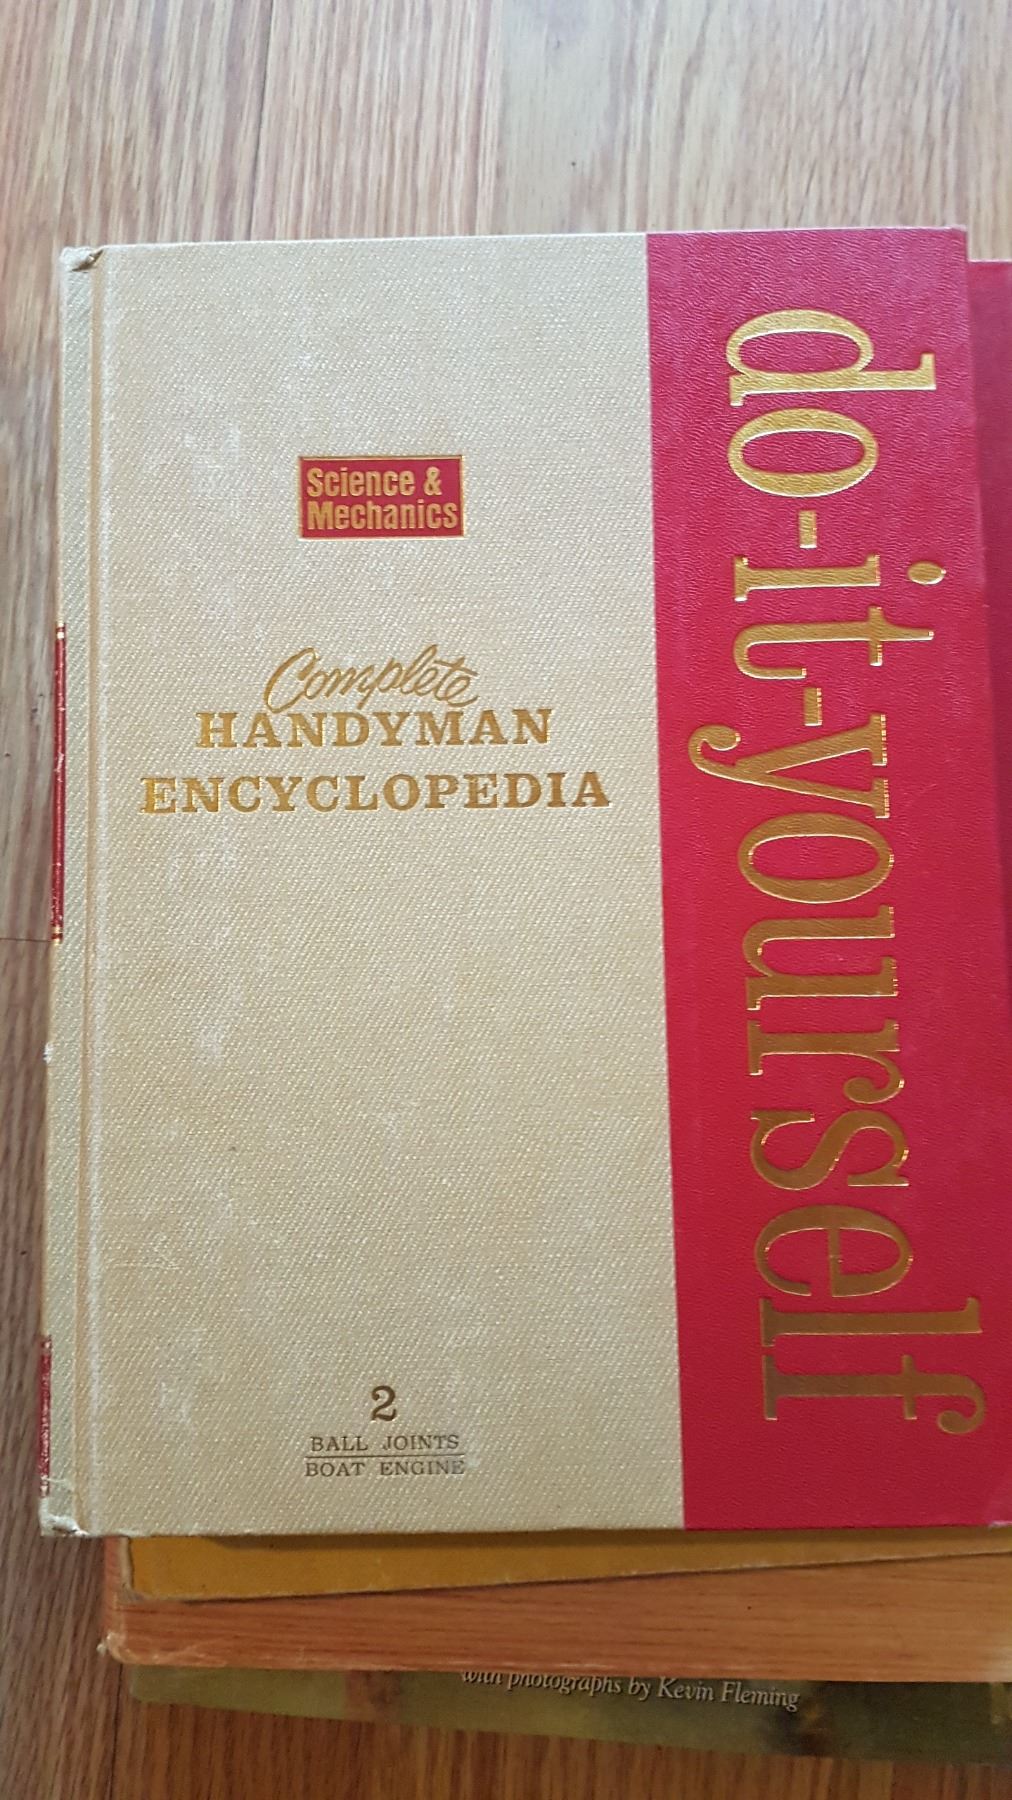 Science &
Mechanics
Complete
HANDYMAN
ENCYCLOPEDIA
2
BALL JOINTS
BOAT ENGINE
do-it-yourself
with photographs by Kevin Fleming